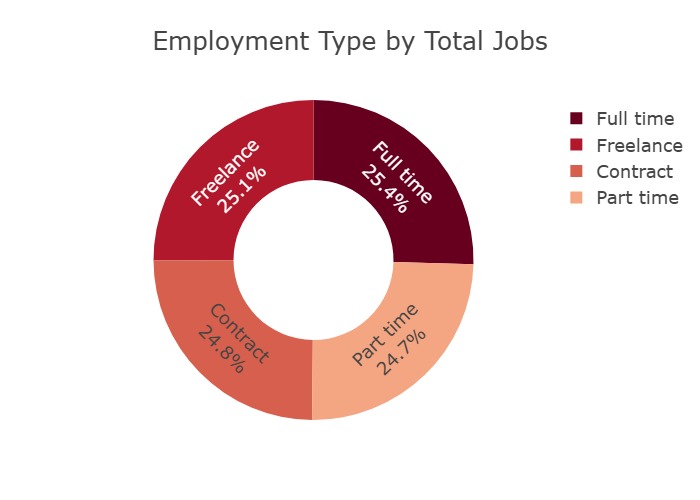 Employment Type by Total Jobs
Full time
Freelance
Contract
Part time
Freelance
25.1%
Full time
25.4%
Contract
24.8%
Part time
24.7%